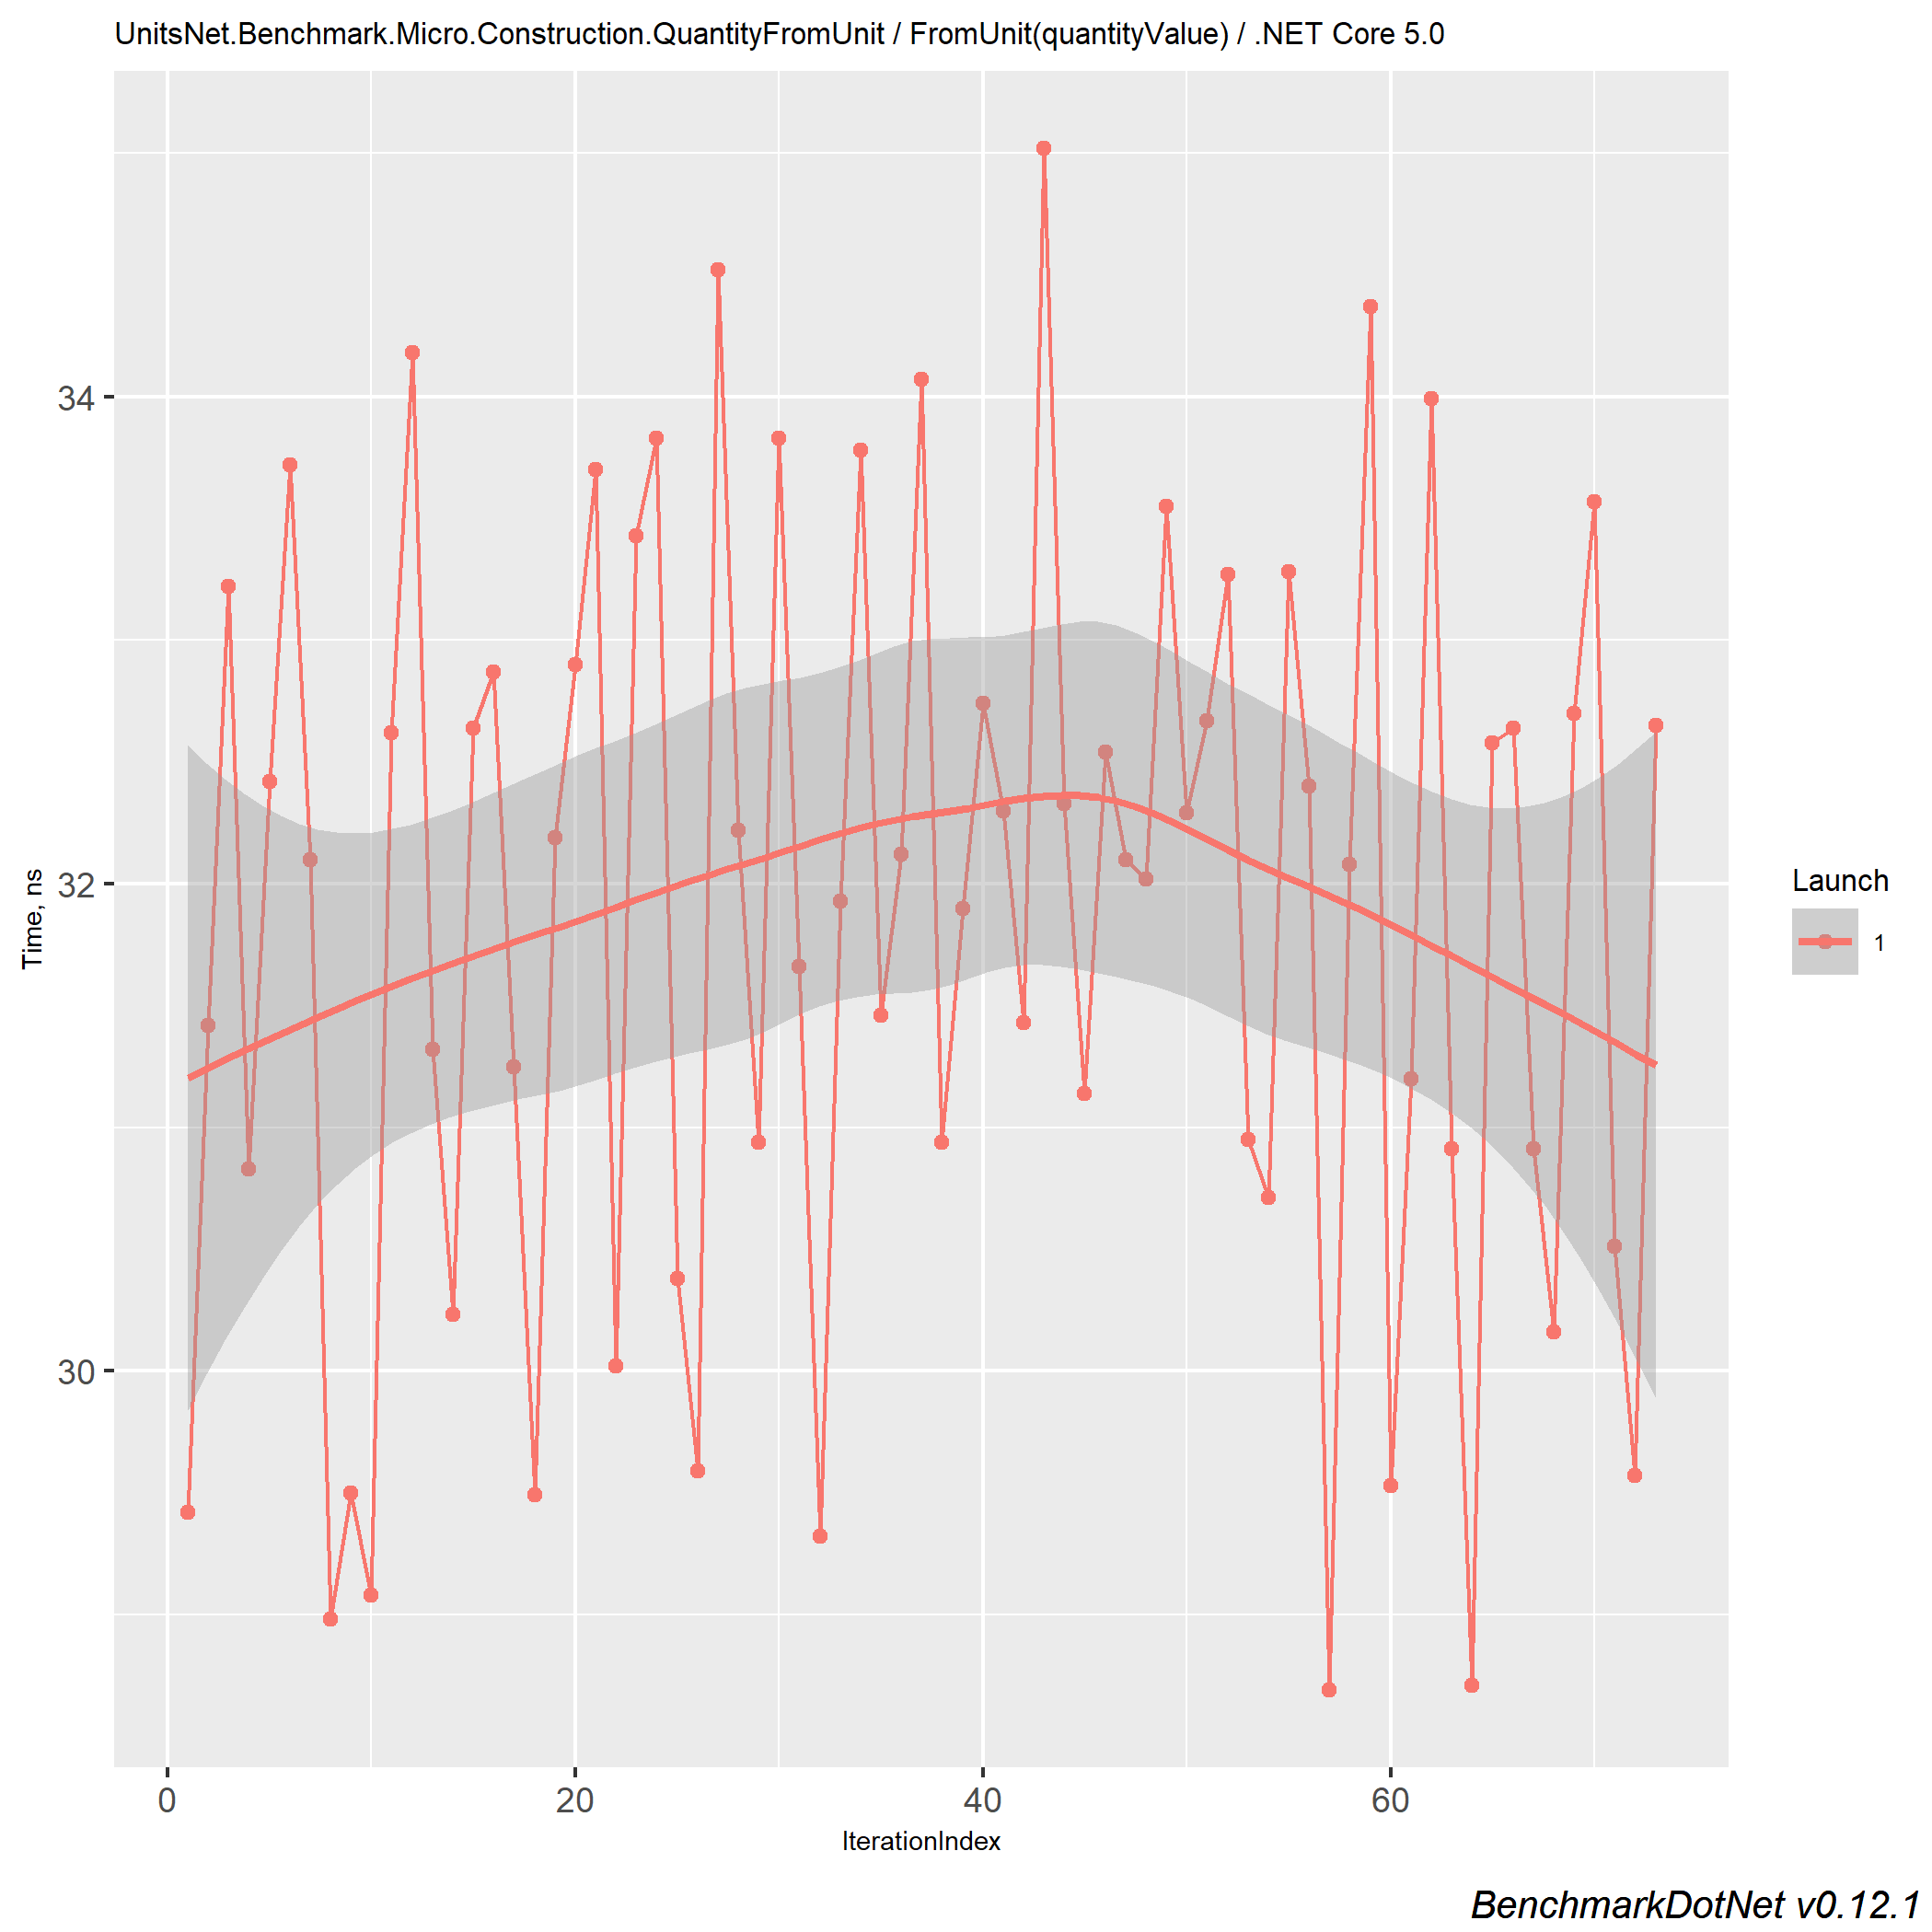 UnitsNet.Benchmark.Micro.Construction.QuantityFromUnit / FromUnit(quantityValue) / .NET Core 5.0
34
32
30
Time, ns
0 20 40 60
IterationIndex
Launch
1
BenchmarkDotNet v0.12.1